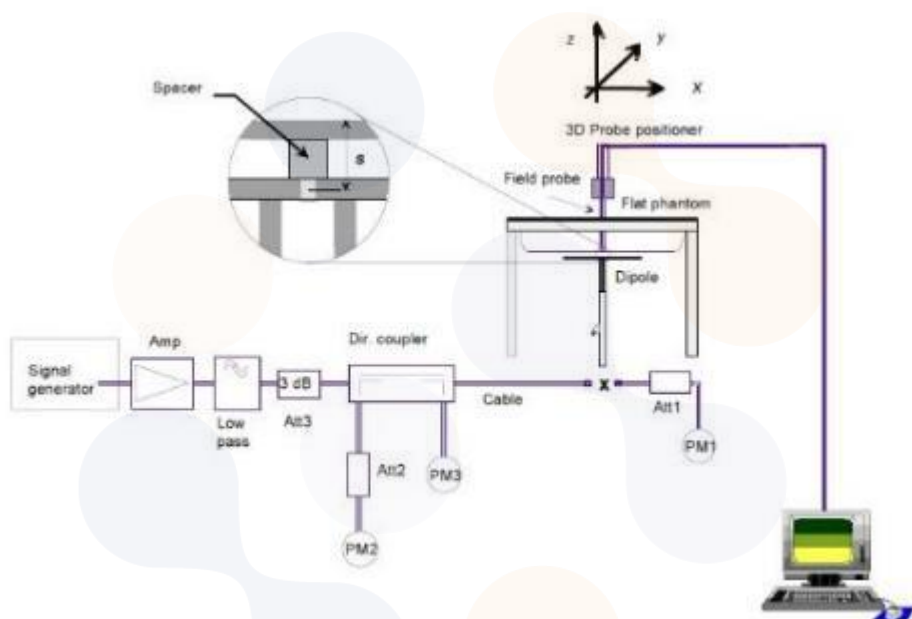 z
y
X
Spacer
s
3D Probe positioner
Field probe
Flat phantom
Dipole
Signal
generator
Amp
Low
pass
3 dB
Att3
Dir. coupler
Cable
x
Att1
PM1
Att2
PM3
PM2